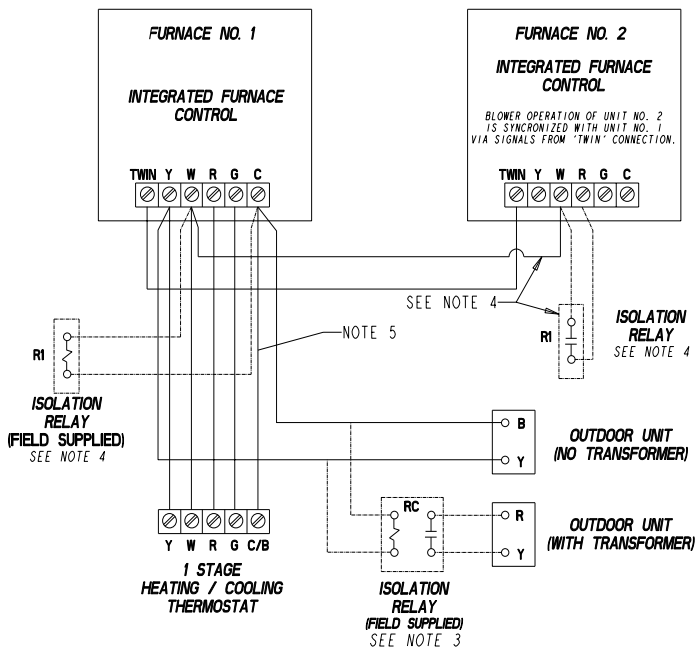 FURNACE NO. 1
INTEGRATED FURNACE
CONTROL
TWIN Y W R G C
FURNACE NO. 2
INTEGRATED FURNACE
CONTROL
BLOWER OPERATION OF UNIT NO. 2
IS SYNCRONIZED WITH UNIT NO. 1
VIA SIGNALS FROM 'TWIN' CONNECTION.
TWIN Y W R G C
SEE NOTE 4
NOTE 5
R1
ISOLATION
RELAY
SEE NOTE 4
R1
ISOLATION
RELAY
(FIELD SUPPLIED)
SEE NOTE 4
B
Y
OUTDOOR UNIT
(NO TRANSFORMER)
RC
R
Y
OUTDOOR UNIT
(WITH TRANSFORMER)
Y W R G C/B
1 STAGE
HEATING / COOLING
THERMOSTAT
ISOLATION
RELAY
(FIELD SUPPLIED)
SEE NOTE 3